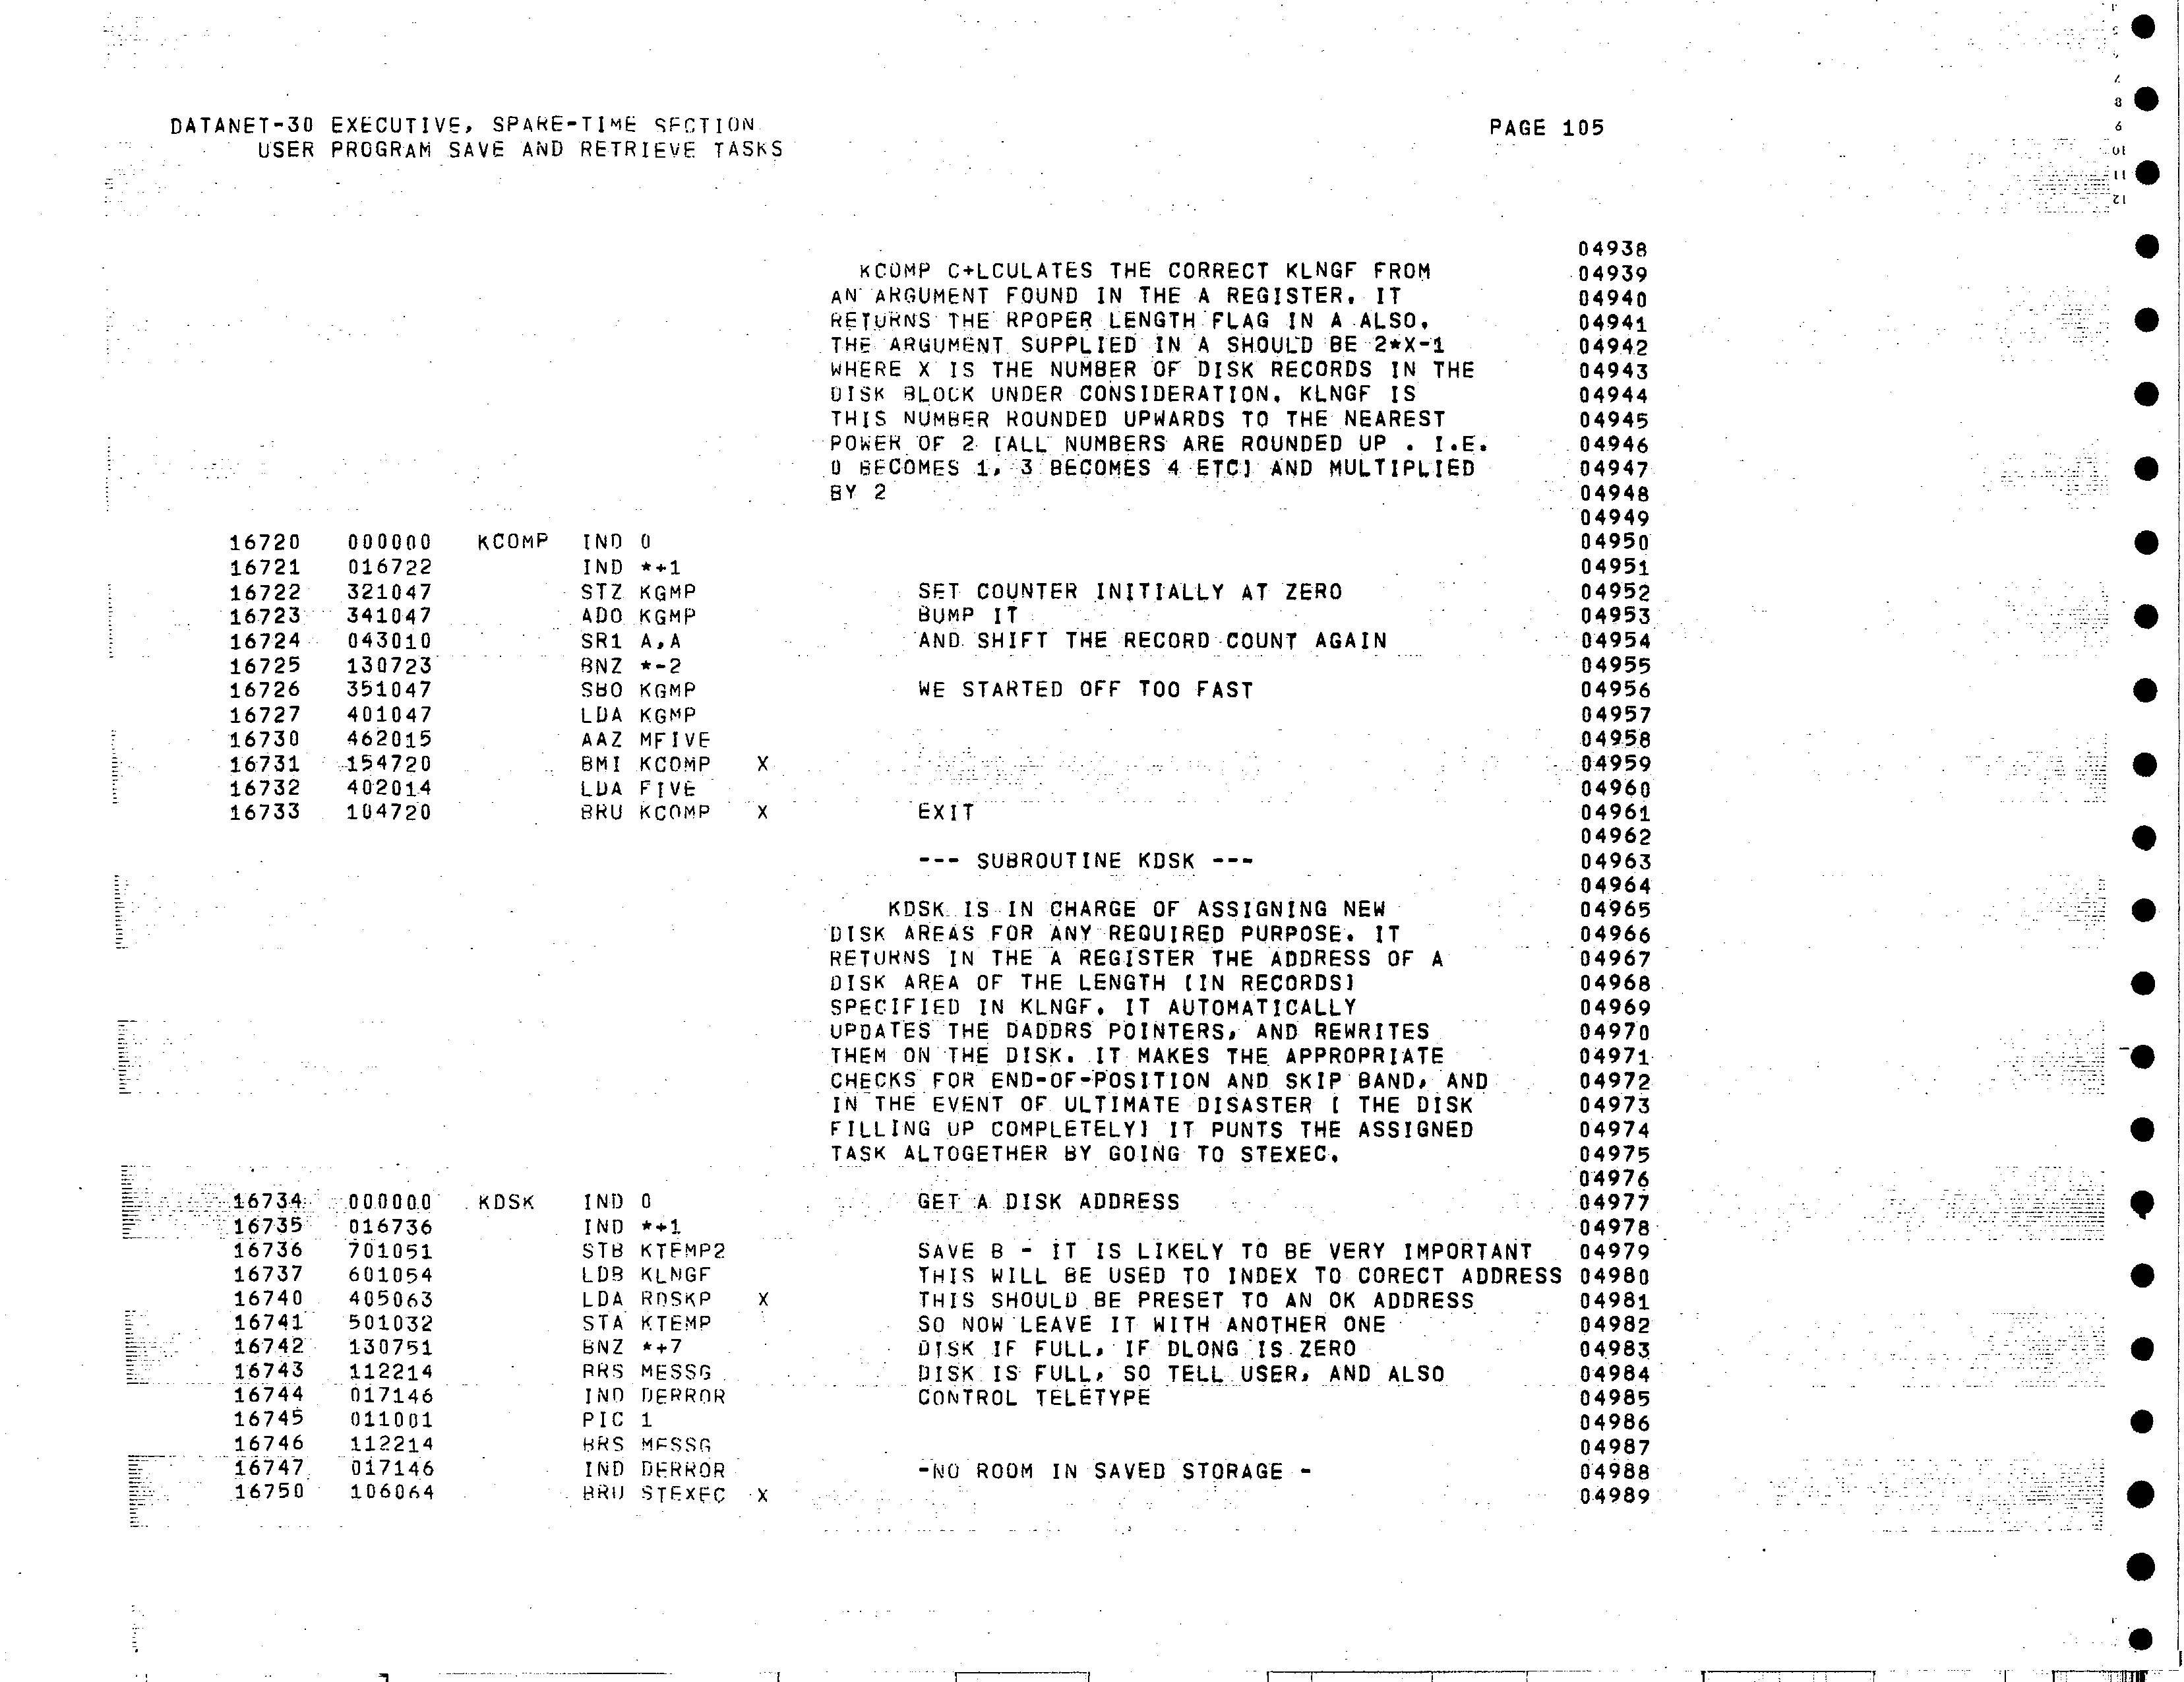 DATANET-30 EXECUTIVE, SPARE-TIME SECTION PAGE 105
USER PROGRAM SAVE AND RETRIEVE TASKS
04938
KCOMP C+LCULATES THE CORRECT KLNGF FROM 04939
AN ARGUMENT FOUND IN THE A REGISTER. IT 04940
RETURNS THE RPOPER LENGTH FLAG IN A ALSO. 04941
THE ARGUMENT SUPPLIED IN A SHOULD BE 2*X-1 04942
WHERE X IS THE NUMBER OF DISK RECORDS IN THE 04943
DISK BLOCK UNDER CONSIDERATION. KLNGF IS 04944
THIS NUMBER ROUNDED UPWARDS TO THE NEAREST 04945
POWER OF 2 [ALL NUMBERS ARE ROUNDED UP . I.E. 04946
0 BECOMES 1, 3 BECOMES 4 ETC] AND MULTIPLIED 04947
BY 2 04948
04949
16720 000000 KCOMP IND 0 04950
16721 016722 IND *+1 04951
16722 321047 STZ KGMP SET COUNTER INITIALLY AT ZERO 04952
16723 341047 ADO KGMP BUMP IT 04953
16724 043010 SR1 A,A AND SHIFT THE RECORD COUNT AGAIN 04954
16725 130723 BNZ *-2 04955
16726 351047 SBO KGMP WE STARTED OFF TOO FAST 04956
16727 401047 LDA KGMP 04957
16730 462015 AAZ MFIVE 04958
16731 154720 BMI KCOMP X 04959
16732 402014 LDA FIVE 04960
16733 104720 BRU KCOMP X EXIT 04961
04962
--- SUBROUTINE KDSK --- 04963
04964
KDSK IS IN CHARGE OF ASSIGNING NEW 04965
DISK AREAS FOR ANY REQUIRED PURPOSE. IT 04966
RETURNS IN THE A REGISTER THE ADDRESS OF A 04967
DISK AREA OF THE LENGTH [IN RECORDS] 04968
SPECIFIED IN KLNGF. IT AUTOMATICALLY 04969
UPDATES THE DADDRS POINTERS, AND REWRITES 04970
THEM ON THE DISK. IT MAKES THE APPROPRIATE 04971
CHECKS FOR END-OF-POSITION AND SKIP BAND, AND 04972
IN THE EVENT OF ULTIMATE DISASTER [ THE DISK 04973
FILLING UP COMPLETELY] IT PUNTS THE ASSIGNED 04974
TASK ALTOGETHER BY GOING TO STEXEC. 04975
04976
16734 000000 KDSK IND 0 GET A DISK ADDRESS 04977
16735 016736 IND *+1 04978
16736 701051 STB KTEMP2 SAVE B - IT IS LIKELY TO BE VERY IMPORTANT 04979
16737 601054 LDB KLNGF THIS WILL BE USED TO INDEX TO CORECT ADDRESS 04980
16740 405063 LDA RDSKP X THIS SHOULD BE PRESET TO AN OK ADDRESS 04981
16741 501032 STA KTEMP SO NOW LEAVE IT WITH ANOTHER ONE 04982
16742 130751 BNZ *+7 DISK IF FULL, IF DLONG IS ZERO 04983
16743 112214 BRS MESSG DISK IS FULL, SO TELL USER, AND ALSO 04984
16744 017146 IND DERROR CONTROL TELETYPE 04985
16745 011001 PIC 1 04986
16746 112214 BRS MESSG 04987
16747 017146 IND DERROR -NO ROOM IN SAVED STORAGE - 04988
16750 106064 BRU STEXEC X 04989